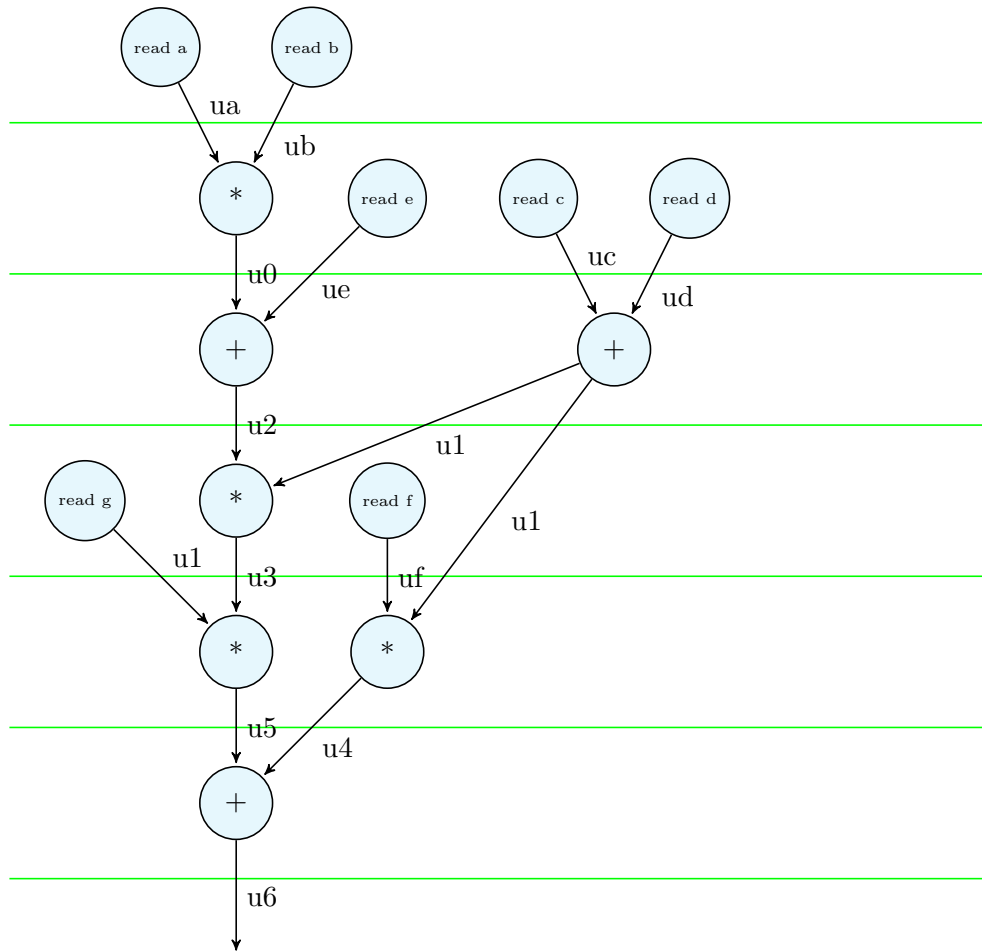 read a
read b
ua
ub
*
read e
read c
read d
u0
ue
uc
ud
+
+
u2
u1
read g
*
read f
u1
u1
u3
uf
*
*
u5
u4
+
u6